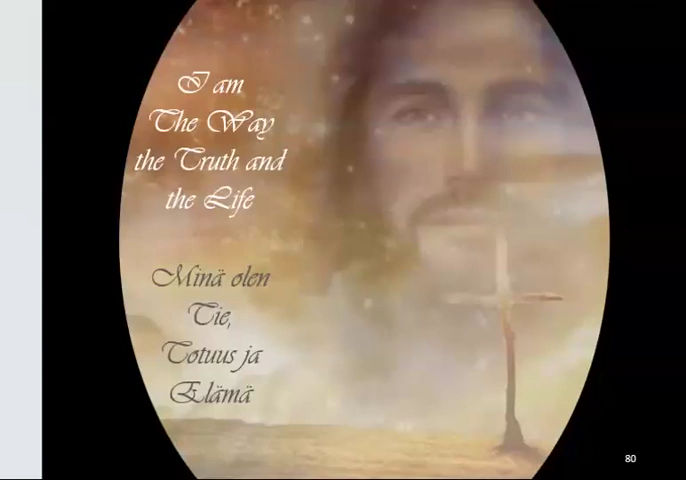 I am
The Way
the Truth and
the Life
Minä olen
Tie,
Totuus ja
Elämä
80